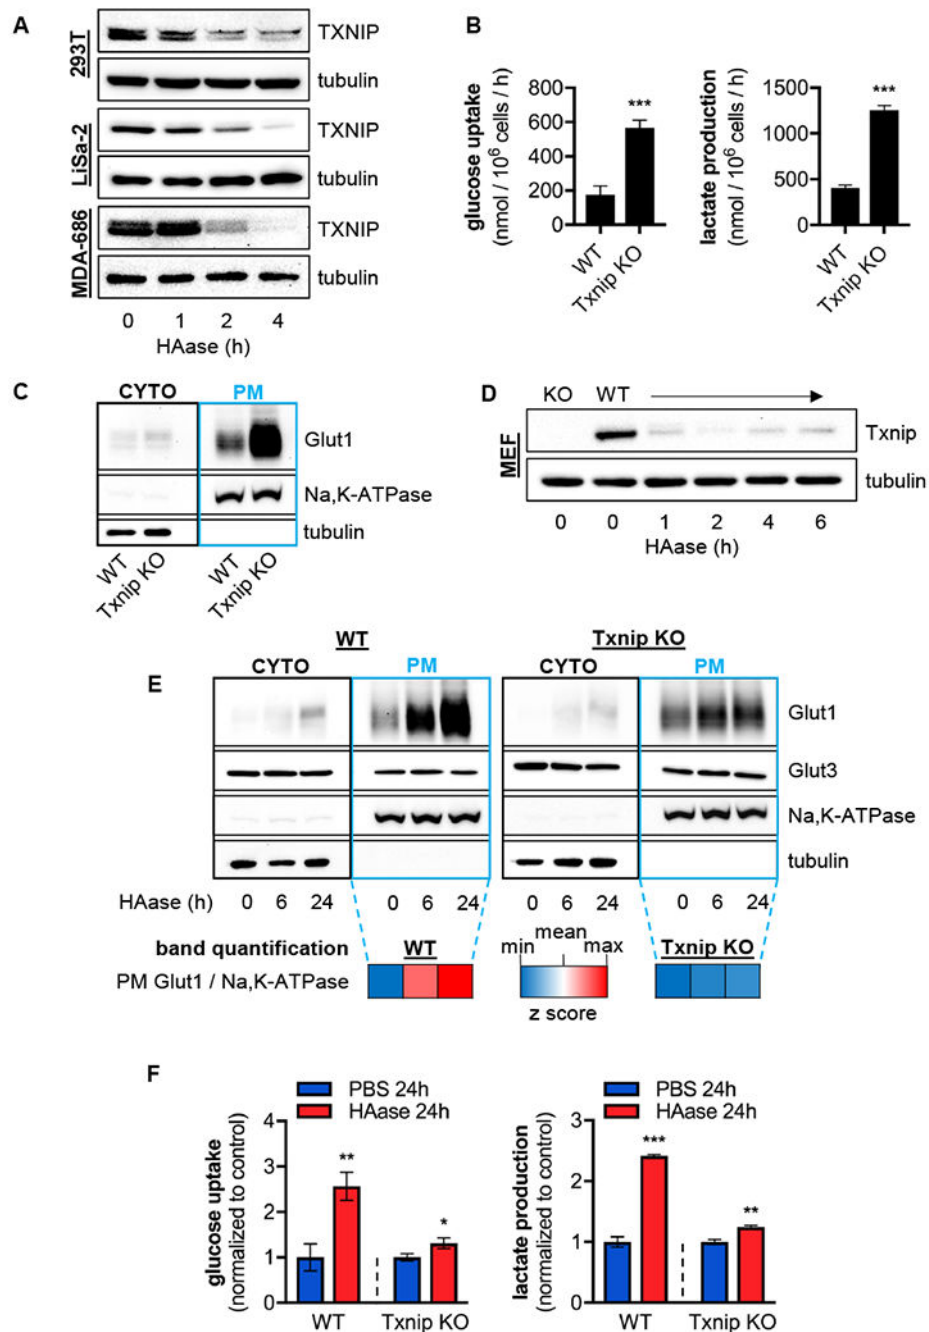 A
293T
TXNIP
tubulin
LiSa-2
TXNIP
tubulin
MDA-686
TXNIP
tubulin
0 1 2 4
HAase (h)
B
glucose uptake
(nmol / 10⁶ cells / h)
800
600
400
200
0
***
WT
Txnip KO
lactate production
(nmol / 10⁶ cells / h)
1500
1000
500
0
***
WT
Txnip KO
C
CYTO PM
Glut1
Na,K-ATPase
tubulin
WT
Txnip KO
WT
Txnip KO
D
KO WT
MEF
Txnip
tubulin
0 0 1 2 4 6
HAase (h)
E
WT Txnip KO
CYTO PM CYTO PM
Glut1
Glut3
Na,K-ATPase
tubulin
HAase (h) 0 6 24 0 6 24 0 6 24 0 6 24
band quantification
PM Glut1 / Na,K-ATPase
WT
mean
min max
z score
Txnip KO
F
PBS 24h
HAase 24h
glucose uptake
(normalized to control)
4
3
2
1
0
**
*
WT Txnip KO
PBS 24h
HAase 24h
lactate production
(normalized to control)
3
2
1
0
***
**
WT Txnip KO